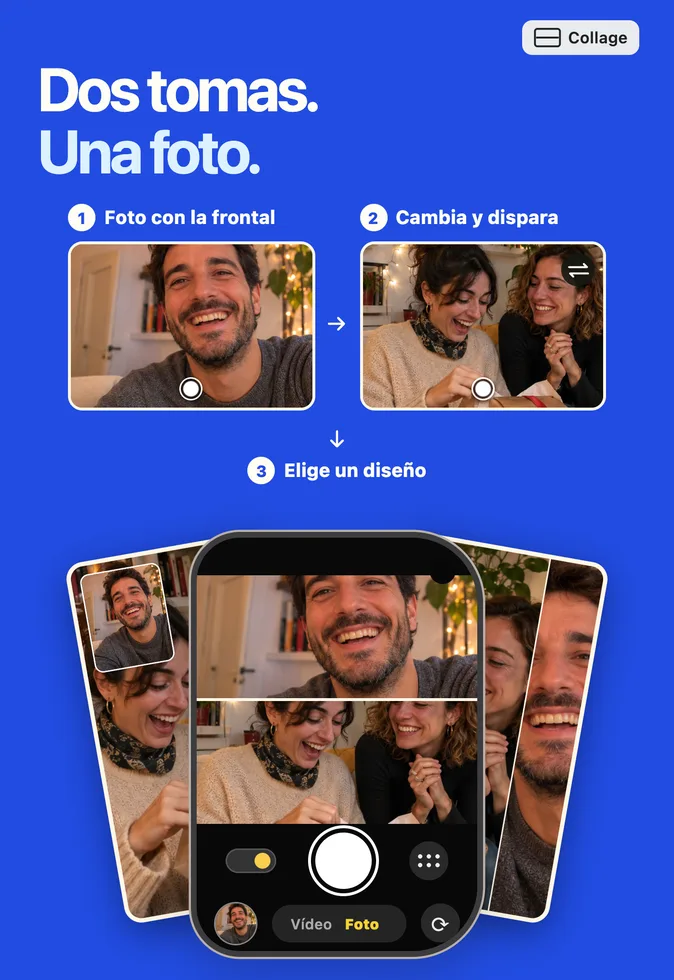 Collage
Dos tomas.
Una foto.
1 Foto con la frontal
2 Cambia y dispara
3 Elige un diseño
Vídeo Foto